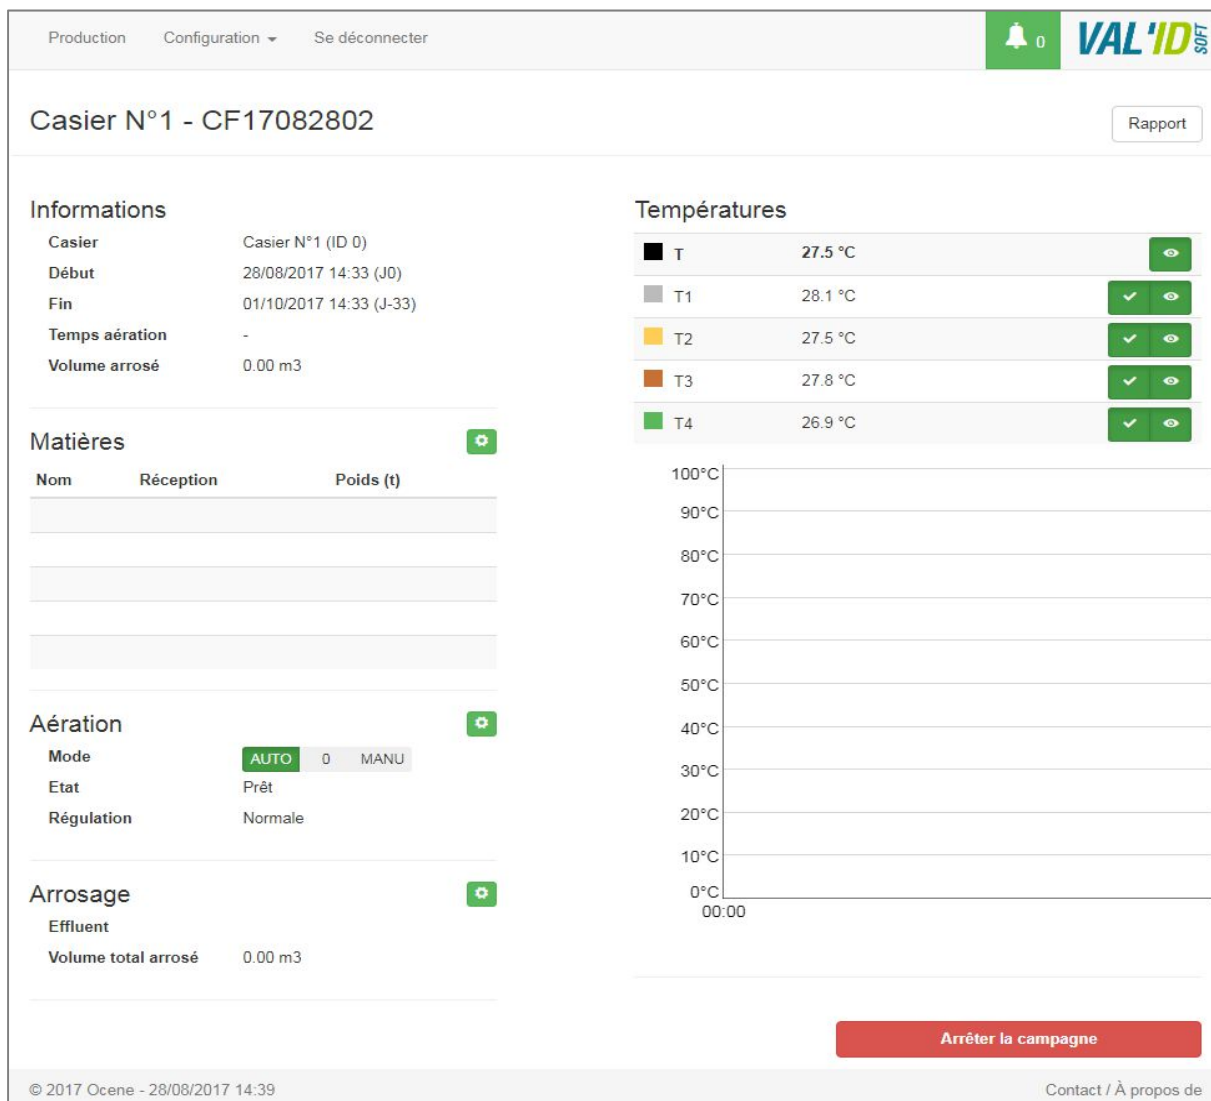 Production Configuration Se déconnecter 0 VAL'ID SOFT
Casier N°1 - CF17082802 Rapport
Informations
Casier Casier N°1 (ID 0)
Début 28/08/2017 14:33 (J0)
Fin 01/10/2017 14:33 (J-33)
Temps aération -
Volume arrosé 0.00 m3
Matières
Nom Réception Poids (t)
Aération
Mode AUTO 0 MANU
Etat Prêt
Régulation Normale
Arrosage
Effluent
Volume total arrosé 0.00 m3
Températures
T 27.5 °C
T1 28.1 °C
T2 27.5 °C
T3 27.8 °C
T4 26.9 °C
100°C
90°C
80°C
70°C
60°C
50°C
40°C
30°C
20°C
10°C
0°C
00:00
Arrêter la campagne
© 2017 Ocene - 28/08/2017 14:39 Contact / À propos de